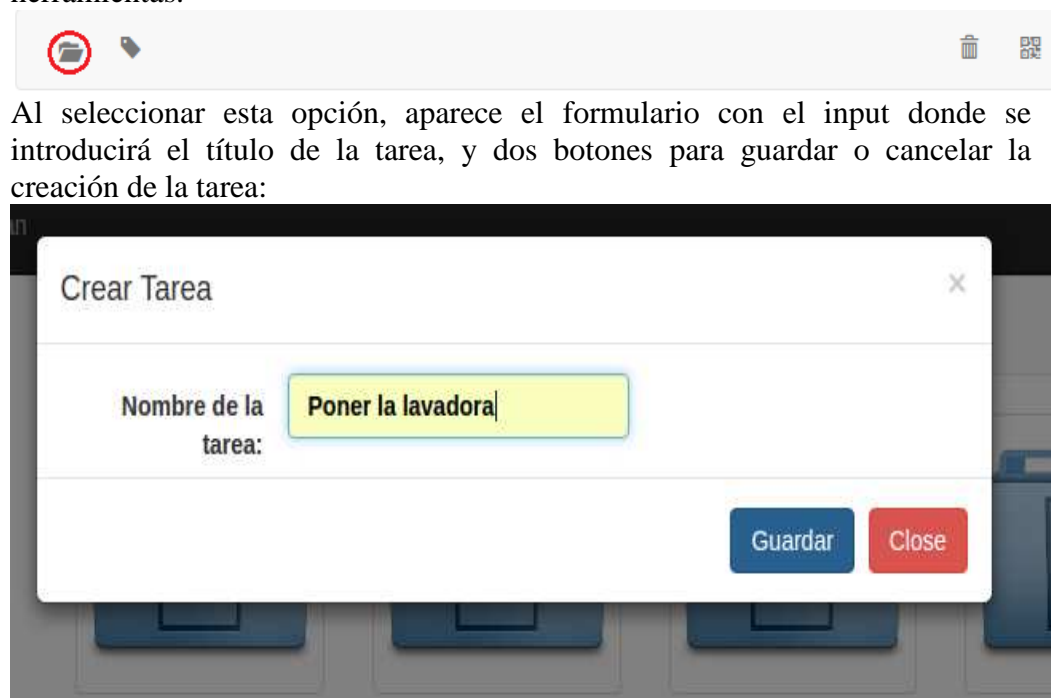 herramientas.
Al seleccionar esta opción, aparece el formulario con el input donde se
introducirá el título de la tarea, y dos botones para guardar o cancelar la
creación de la tarea:
Crear Tarea ×
Nombre de la
tarea:
Poner la lavadora
Guardar Close